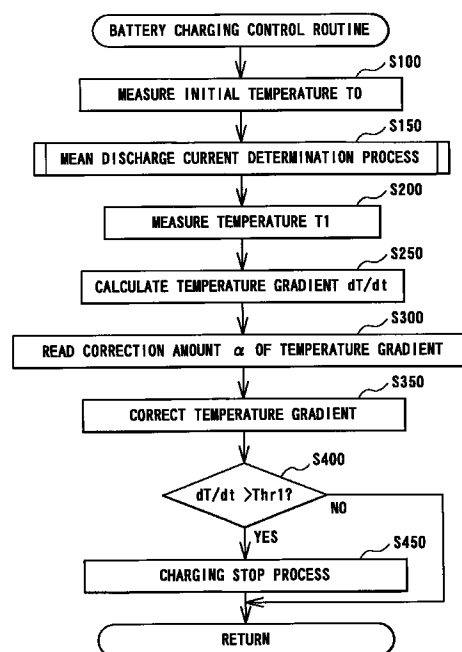 BATTERY CHARGING CONTROL ROUTINE
S100
MEASURE INITIAL TEMPERATURE T0
S150
MEAN DISCHARGE CURRENT DETERMINATION PROCESS
S200
MEASURE TEMPERATURE T1
S250
CALCULATE TEMPERATURE GRADIENT dT/dt
S300
READ CORRECTION AMOUNT α OF TEMPERATURE GRADIENT
S350
CORRECT TEMPERATURE GRADIENT
S400
dT/dt >Thr1?
NO
YES
S450
CHARGING STOP PROCESS
RETURN